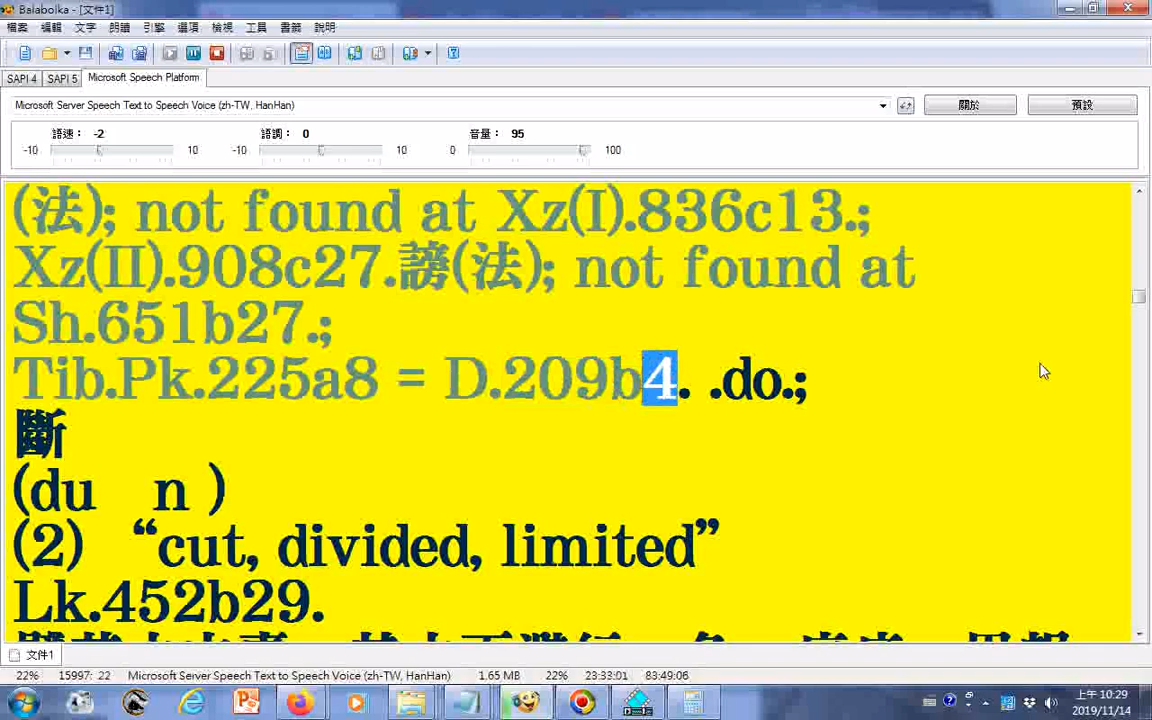 Balabolka - [文件1]
檔案 編輯 文字 朗讀 引擎 選項 檢視 工具 書籤 說明
SAPI 4 SAPI 5 Microsoft Speech Platform
Microsoft Server Speech Text to Speech Voice (zh-TW, HanHan) 關於 預設
語速： -2 語調： 0 音量： 95
-10 10 -10 10 0 100
(法); not found at Xz(I).836c13.;
Xz(II).908c27.謗(法); not found at
Sh.651b27.;
Tib.Pk.225a8 = D.209b4. .do.;
斷
(du n )
(2) “cut, divided, limited”
Lk.452b29.
文件1
22% 15997: 22 Microsoft Server Speech Text to Speech Voice (zh-TW, HanHan) 1.65 MB 22% 23:33:01 83:49:06
上午 10:29
2019/11/14